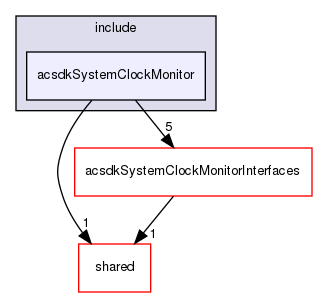 include
acsdkSystemClockMonitor
5
acsdkSystemClockMonitorInterfaces
1
1
shared